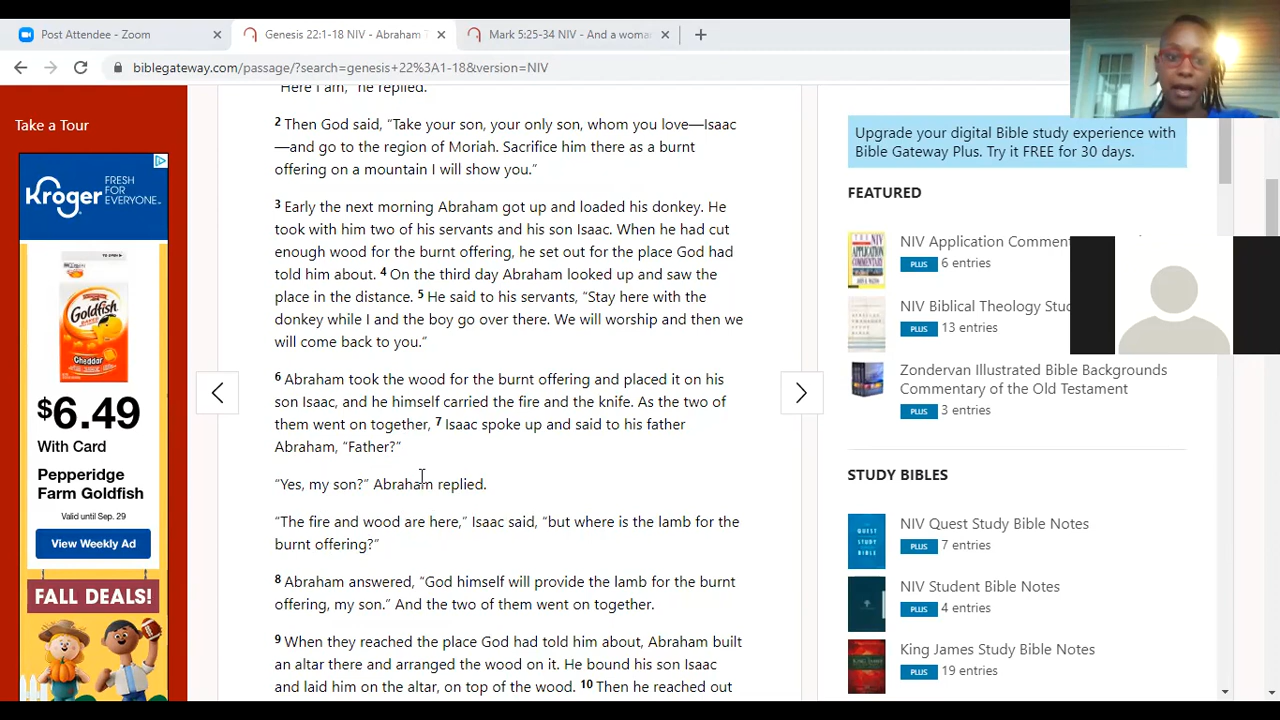 Post Attendee - Zoom
Genesis 22:1-18 NIV - Abraham T
Mark 5:25-34 NIV - And a woma
biblegateway.com/passage/?search=genesis+22%3A1-18&version=NIV
Take a Tour
Kroger
FRESH
FOR
EVERYONE
TO OPEN
Goldfish
Cheddar
$6.49
With Card
Pepperidge
Farm Goldfish
Valid until Sep. 29
View Weekly Ad
FALL DEALS!
"Here I am," he replied.
2 Then God said, "Take your son, your only son, whom you love—Isaac
—and go to the region of Moriah. Sacrifice him there as a burnt
offering on a mountain I will show you."
3 Early the next morning Abraham got up and loaded his donkey. He
took with him two of his servants and his son Isaac. When he had cut
enough wood for the burnt offering, he set out for the place God had
told him about. 4 On the third day Abraham looked up and saw the
place in the distance. 5 He said to his servants, "Stay here with the
donkey while I and the boy go over there. We will worship and then we
will come back to you."
6 Abraham took the wood for the burnt offering and placed it on his
son Isaac, and he himself carried the fire and the knife. As the two of
them went on together, 7 Isaac spoke up and said to his father
Abraham, "Father?"
"Yes, my son?" Abraham replied.
"The fire and wood are here," Isaac said, "but where is the lamb for the
burnt offering?"
8 Abraham answered, "God himself will provide the lamb for the burnt
offering, my son." And the two of them went on together.
9 When they reached the place God had told him about, Abraham built
an altar there and arranged the wood on it. He bound his son Isaac
and laid him on the altar, on top of the wood. 10 Then he reached out
Upgrade your digital Bible study experience with
Bible Gateway Plus. Try it FREE for 30 days.
FEATURED
NIV Application Comment
PLUS 6 entries
NIV Biblical Theology Stu
PLUS 13 entries
Zondervan Illustrated Bible Backgrounds
Commentary of the Old Testament
PLUS 3 entries
STUDY BIBLES
NIV Quest Study Bible Notes
PLUS 7 entries
NIV Student Bible Notes
PLUS 4 entries
King James Study Bible Notes
PLUS 19 entries